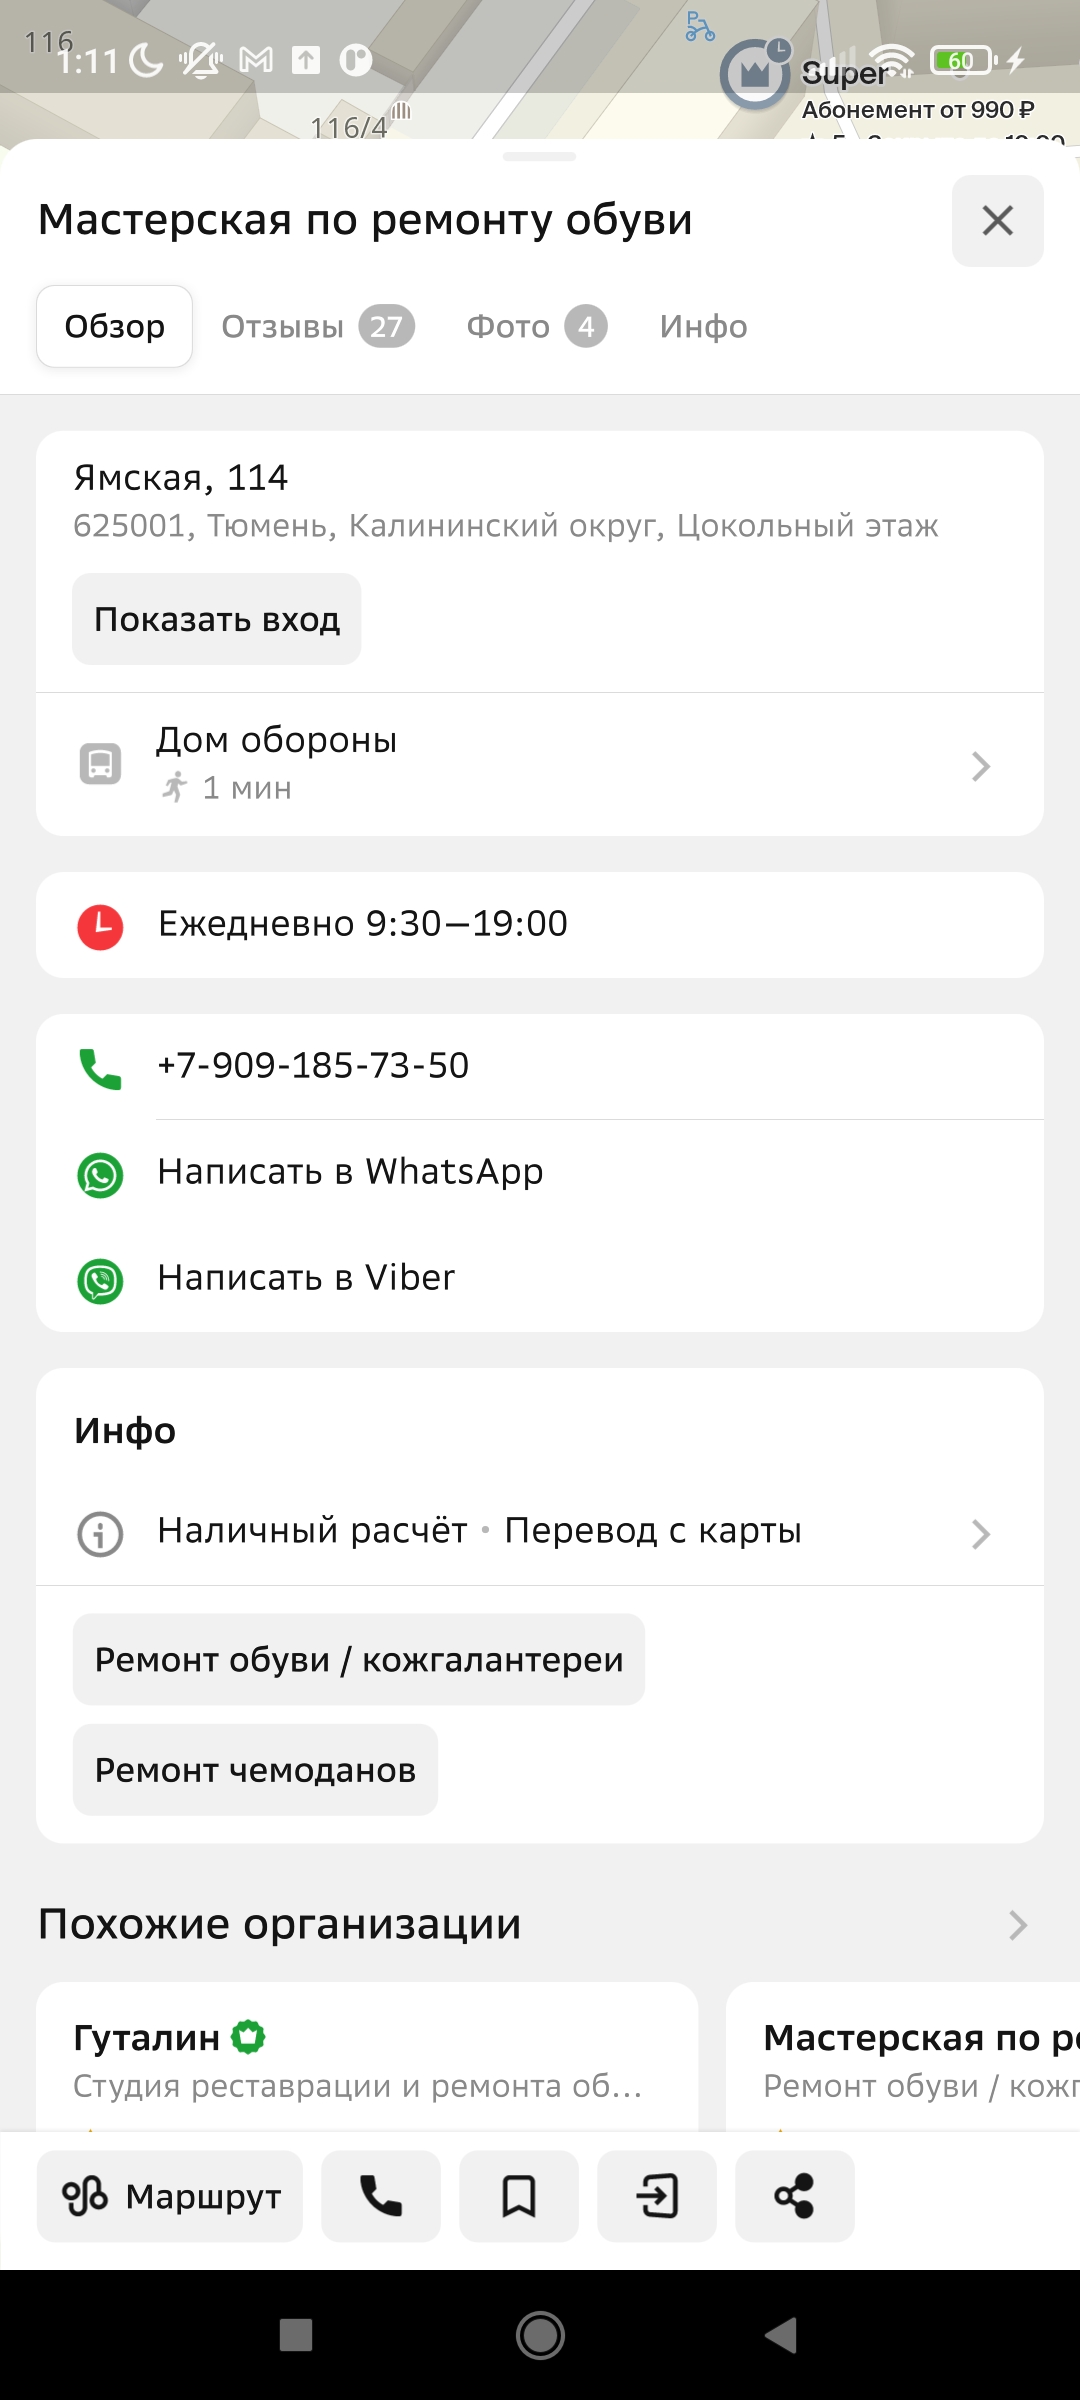 116
1:11
60
Super
Абонемент от 990 ₽
116/4
Мастерская по ремонту обуви
Обзор
Отзывы 27
Фото 4
Инфо
Ямская, 114
625001, Тюмень, Калининский округ, Цокольный этаж
Показать вход
Дом обороны
1 мин
Ежедневно 9:30—19:00
+7-909-185-73-50
Написать в WhatsApp
Написать в Viber
Инфо
Наличный расчёт • Перевод с карты
Ремонт обуви / кожгалантереи
Ремонт чемоданов
Похожие организации
Гуталин
Студия реставрации и ремонта об...
Мастерская по р
Ремонт обуви / кож
Маршрут